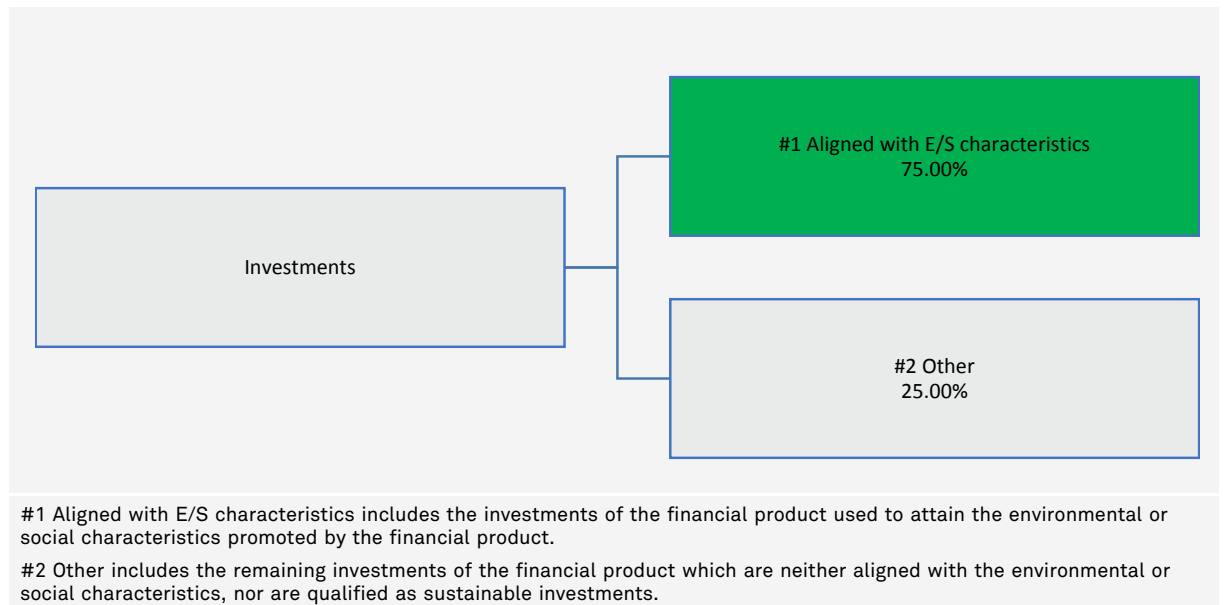 #1 Aligned with E/S characteristics
75.00%
Investments
#2 Other
25.00%
#1 Aligned with E/S characteristics includes the investments of the financial product used to attain the environmental or
social characteristics promoted by the financial product.
#2 Other includes the remaining investments of the financial product which are neither aligned with the environmental or
social characteristics, nor are qualified as sustainable investments.